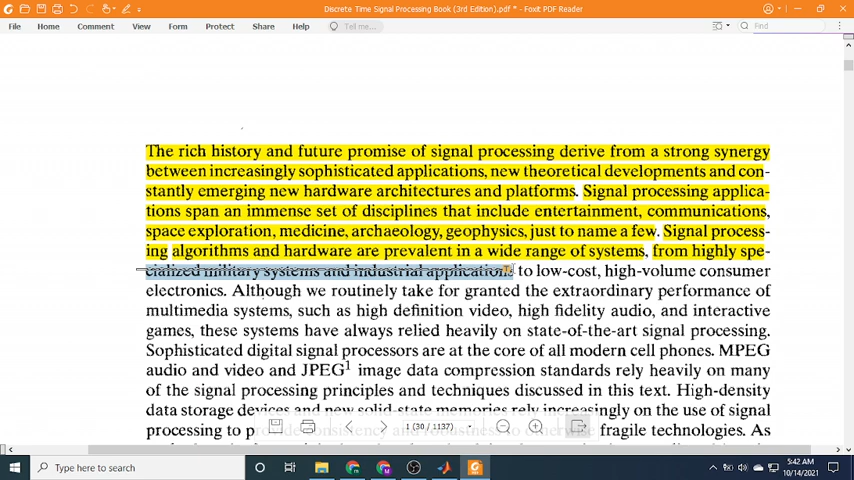 Discrete Time Signal Processing Book (3rd Edition).pdf * - Foxit PDF Reader
File Home Comment View Form Protect Share Help Tell me... Find
The rich history and future promise of signal processing derive from a strong synergy
between increasingly sophisticated applications, new theoretical developments and con-
stantly emerging new hardware architectures and platforms. Signal processing applica-
tions span an immense set of disciplines that include entertainment, communications,
space exploration, medicine, archaeology, geophysics, just to name a few. Signal process-
ing algorithms and hardware are prevalent in a wide range of systems, from highly spe-
cialized military systems and industrial applications to low-cost, high-volume consumer
electronics. Although we routinely take for granted the extraordinary performance of
multimedia systems, such as high definition video, high fidelity audio, and interactive
games, these systems have always relied heavily on state-of-the-art signal processing.
Sophisticated digital signal processors are at the core of all modern cell phones. MPEG
audio and video and JPEG1 image data compression standards rely heavily on many
of the signal processing principles and techniques discussed in this text. High-density
data storage devices and new solid-state memories rely increasingly on the use of signal
processing to provide consistency and robustness to otherwise fragile technologies. As
1 (30 / 1137)
Type here to search
5:42 AM
10/14/2021